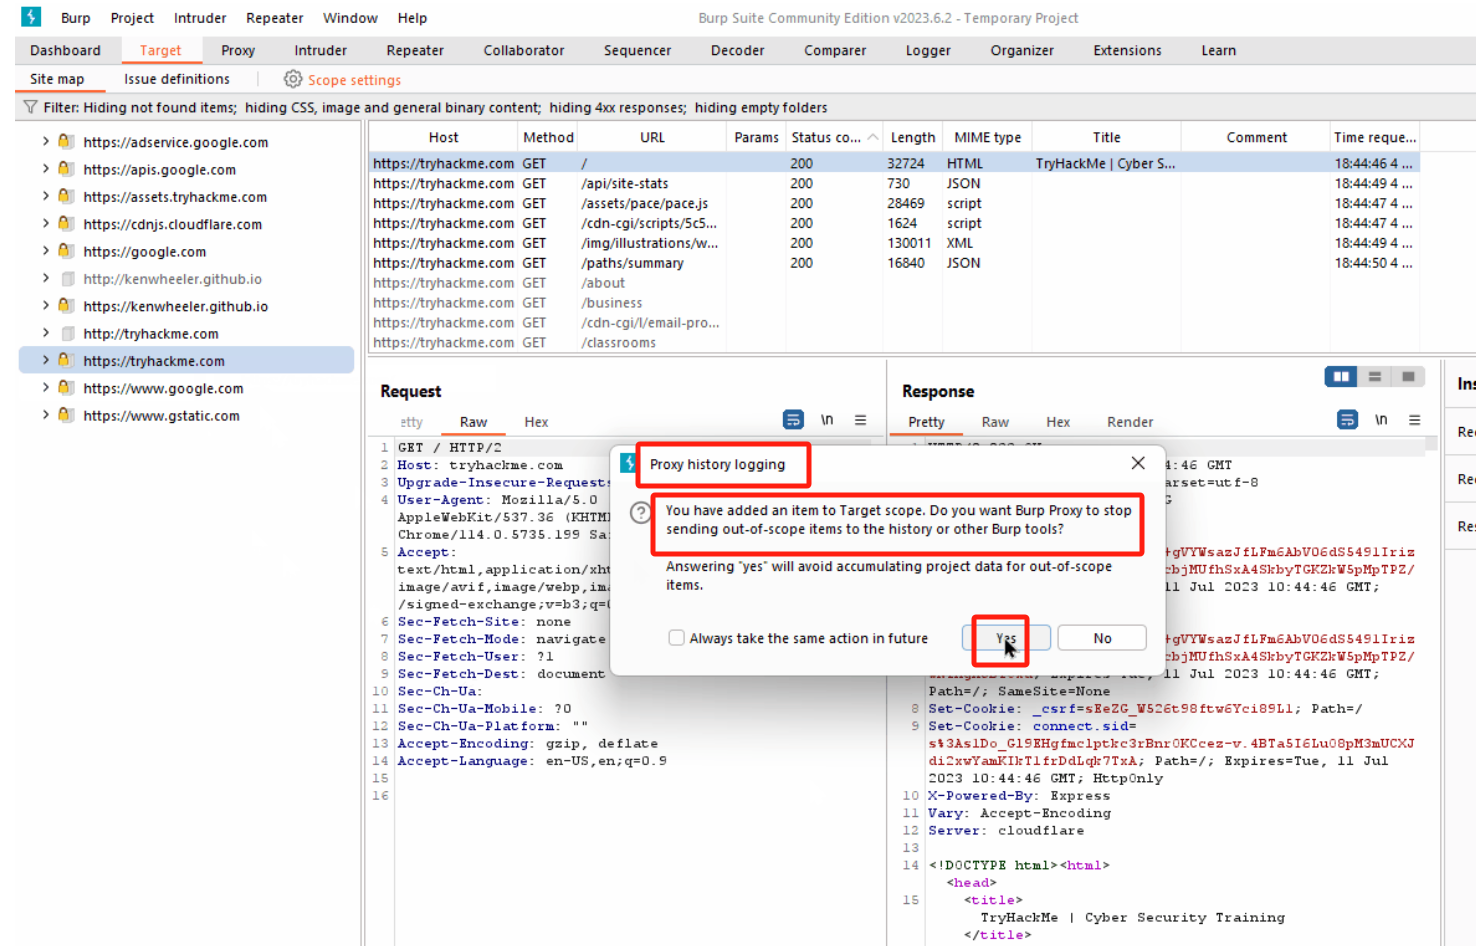 Burp Project Intruder Repeater Window Help Burp Suite Community Edition v2023.6.2 - Temporary Project
Dashboard Target Proxy Intruder Repeater Collaborator Sequencer Decoder Comparer Logger Organizer Extensions Learn
Site map Issue definitions Scope settings
Filter: Hiding not found items; hiding CSS, image and general binary content; hiding 4xx responses; hiding empty folders
https://adservice.google.com
https://apis.google.com
https://assets.tryhackme.com
https://cdnjs.cloudflare.com
https://google.com
http://kenwheeler.github.io
https://kenwheeler.github.io
http://tryhackme.com
https://tryhackme.com
https://www.google.com
https://www.gstatic.com
Host Method URL Params Status co... Length MIME type Title Comment Time reque...
https://tryhackme.com GET / 200 32724 HTML TryHackMe | Cyber S... 18:44:46 4 ...
https://tryhackme.com GET /api/site-stats 200 730 JSON 18:44:49 4 ...
https://tryhackme.com GET /assets/pace/pace.js 200 28469 script 18:44:47 4 ...
https://tryhackme.com GET /cdn-cgi/scripts/5c5... 200 1624 script 18:44:47 4 ...
https://tryhackme.com GET /img/illustrations/w... 200 130011 XML 18:44:49 4 ...
https://tryhackme.com GET /paths/summary 200 16840 JSON 18:44:50 4 ...
https://tryhackme.com GET /about
https://tryhackme.com GET /business
https://tryhackme.com GET /cdn-cgi/l/email-pro...
https://tryhackme.com GET /classrooms
Request
etty Raw Hex \n
1 GET / HTTP/2
2 Host: tryhackme.com
3 Upgrade-Insecure-Requests
4 User-Agent: Mozilla/5.0
AppleWebKit/537.36 (KHTML
Chrome/114.0.5735.199 Sa
5 Accept:
text/html,application/xht
image/avif,image/webp,ima
/signed-exchange;v=b3;q=0
6 Sec-Fetch-Site: none
7 Sec-Fetch-Mode: navigate
8 Sec-Fetch-User: ?1
9 Sec-Fetch-Dest: document
10 Sec-Ch-Ua:
11 Sec-Ch-Ua-Mobile: ?0
12 Sec-Ch-Ua-Platform: ""
13 Accept-Encoding: gzip, deflate
14 Accept-Language: en-US,en;q=0.9
15
16
Proxy history logging
You have added an item to Target scope. Do you want Burp Proxy to stop
sending out-of-scope items to the history or other Burp tools?
Answering "yes" will avoid accumulating project data for out-of-scope
items.
Always take the same action in future Yes No
Response
Pretty Raw Hex Render \n
4:46 GMT
arset=utf-8
11 Jul 2023 10:44:46 GMT;
11 Jul 2023 10:44:46 GMT;
Path=/; SameSite=None
8 Set-Cookie: _csrf=sEeZG_W526t98ftw6Yci89Ll; Path=/
9 Set-Cookie: connect.sid=
Path=/; Expires=Tue, 11 Jul
2023 10:44:46 GMT; HttpOnly
10 X-Powered-By: Express
11 Vary: Accept-Encoding
12 Server: cloudflare
13
14 <!DOCTYPE html><html>
<head>
15 <title>
TryHackMe | Cyber Security Training
</title>
Ins
Rec
Rec
Res